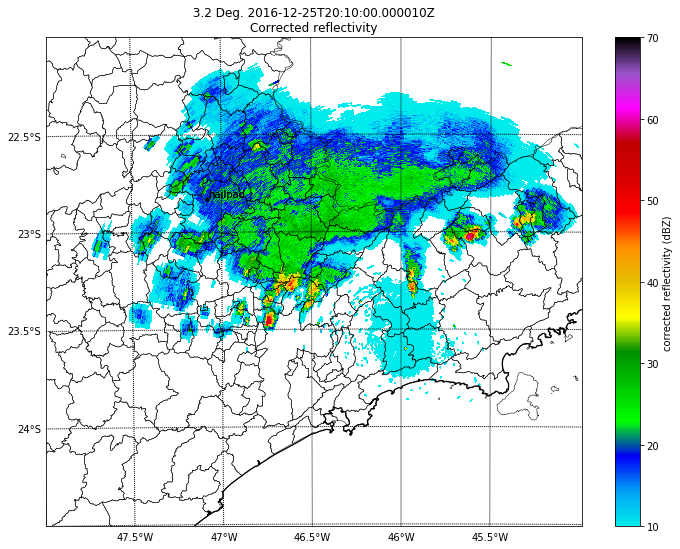 3.2 Deg. 2016-12-25T20:10:00.000010Z
Corrected reflectivity
22.5°S
23°S
23.5°S
24°S
47.5°W
47°W
46.5°W
46°W
45.5°W
70
60
50
40
30
20
10
corrected reflectivity (dBZ)